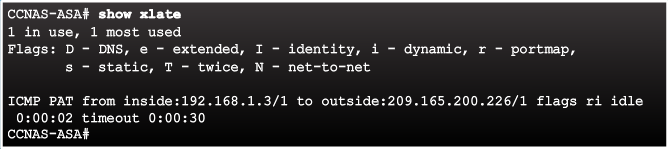 CCNAS-ASA# show xlate
1 in use, 1 most used
Flags: D - DNS, e - extended, I - identity, i - dynamic, r - portmap,
s - static, T - twice, N - net-to-net
ICMP PAT from inside:192.168.1.3/1 to outside:209.165.200.226/1 flags ri idle
0:00:02 timeout 0:00:30
CCNAS-ASA#